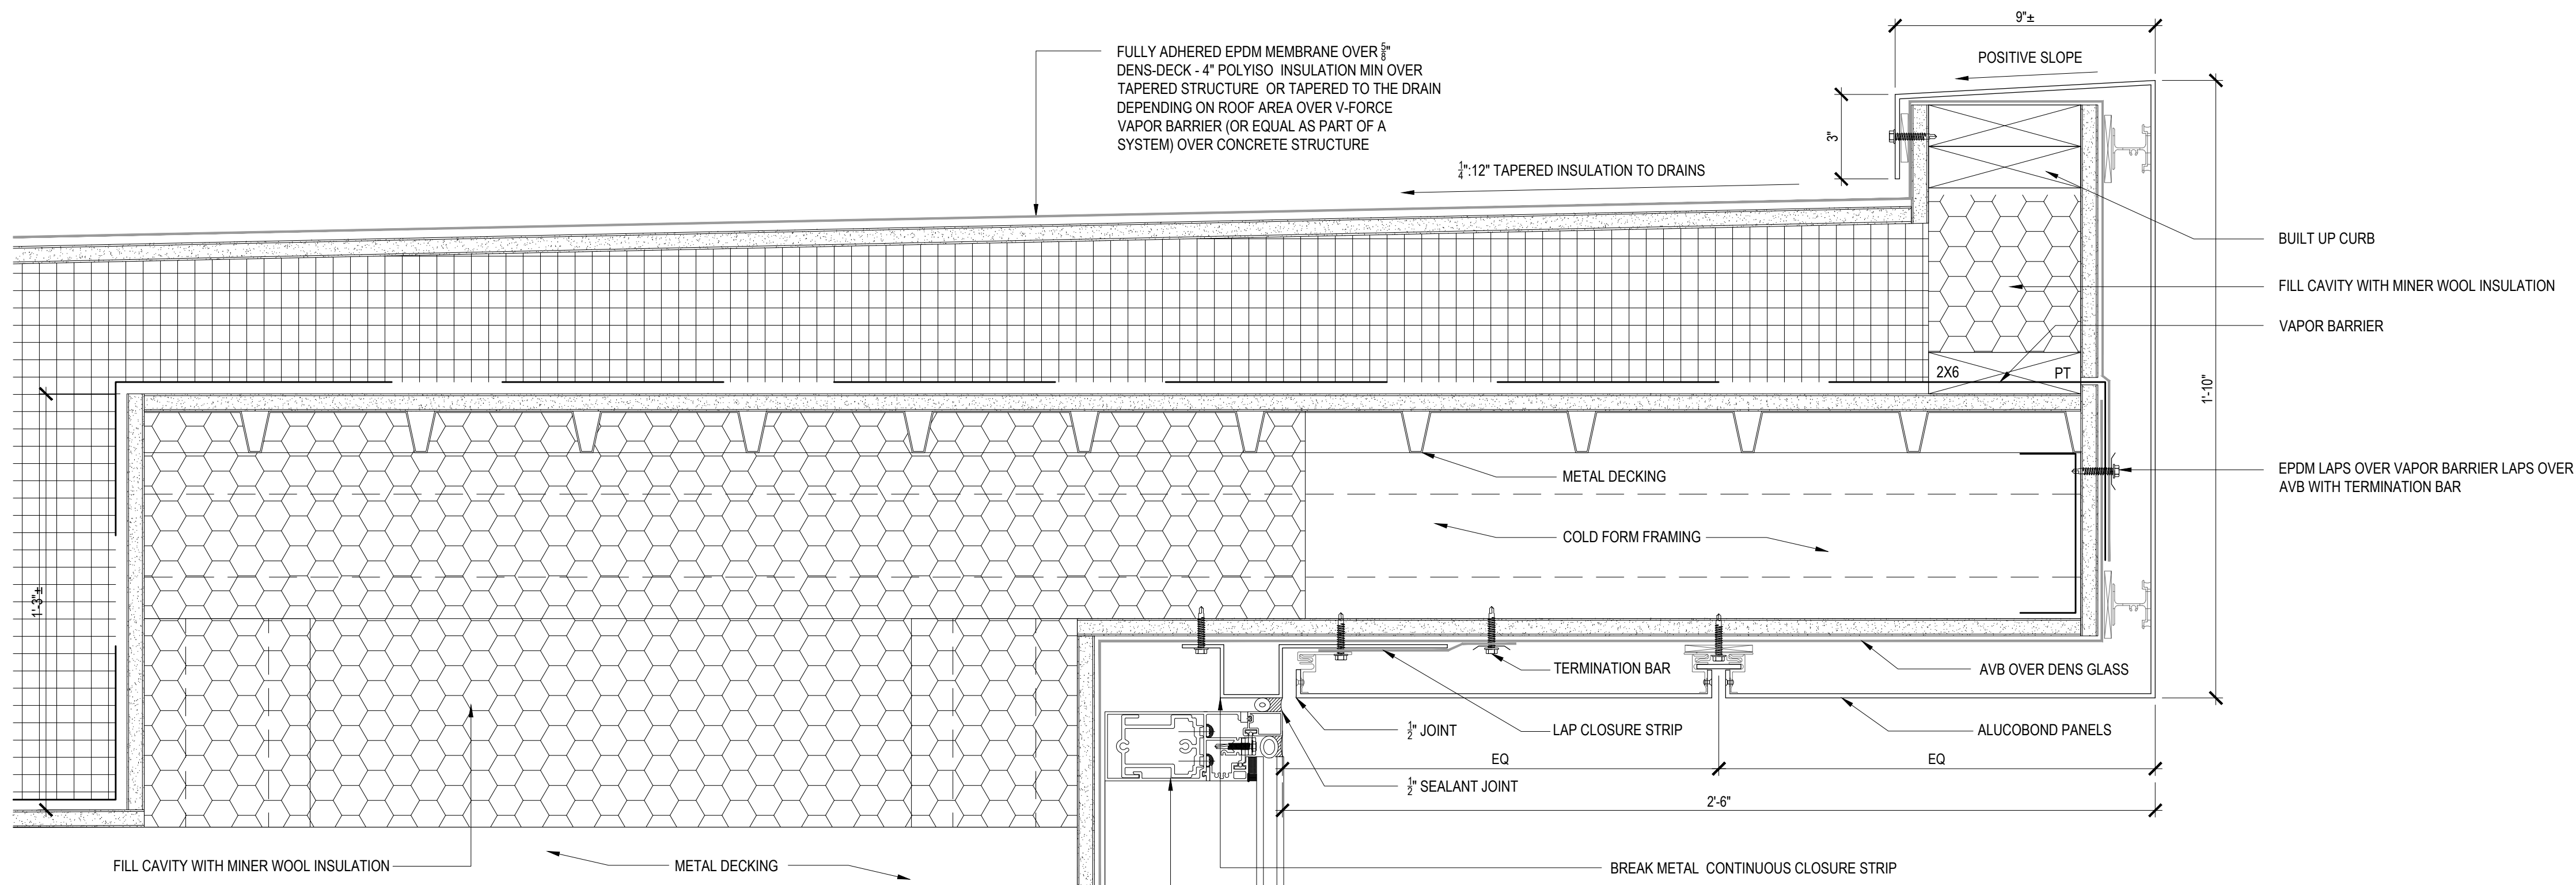 9"±
POSITIVE SLOPE
FULLY ADHERED EPDM MEMBRANE OVER 5/8"
DENS-DECK - 4" POLYISO INSULATION MIN OVER
TAPERED STRUCTURE OR TAPERED TO THE DRAIN
DEPENDING ON ROOF AREA OVER V-FORCE
VAPOR BARRIER (OR EQUAL AS PART OF A
SYSTEM) OVER CONCRETE STRUCTURE
3"
1/4":12" TAPERED INSULATION TO DRAINS
BUILT UP CURB
FILL CAVITY WITH MINER WOOL INSULATION
VAPOR BARRIER
2X6 PT
1'-10"
EPDM LAPS OVER VAPOR BARRIER LAPS OVER
AVB WITH TERMINATION BAR
METAL DECKING
COLD FORM FRAMING
1'-3"±
TERMINATION BAR
AVB OVER DENS GLASS
1/2" JOINT
LAP CLOSURE STRIP
ALUCOBOND PANELS
EQ
EQ
1/2" SEALANT JOINT
2'-6"
FILL CAVITY WITH MINER WOOL INSULATION
METAL DECKING
BREAK METAL CONTINUOUS CLOSURE STRIP